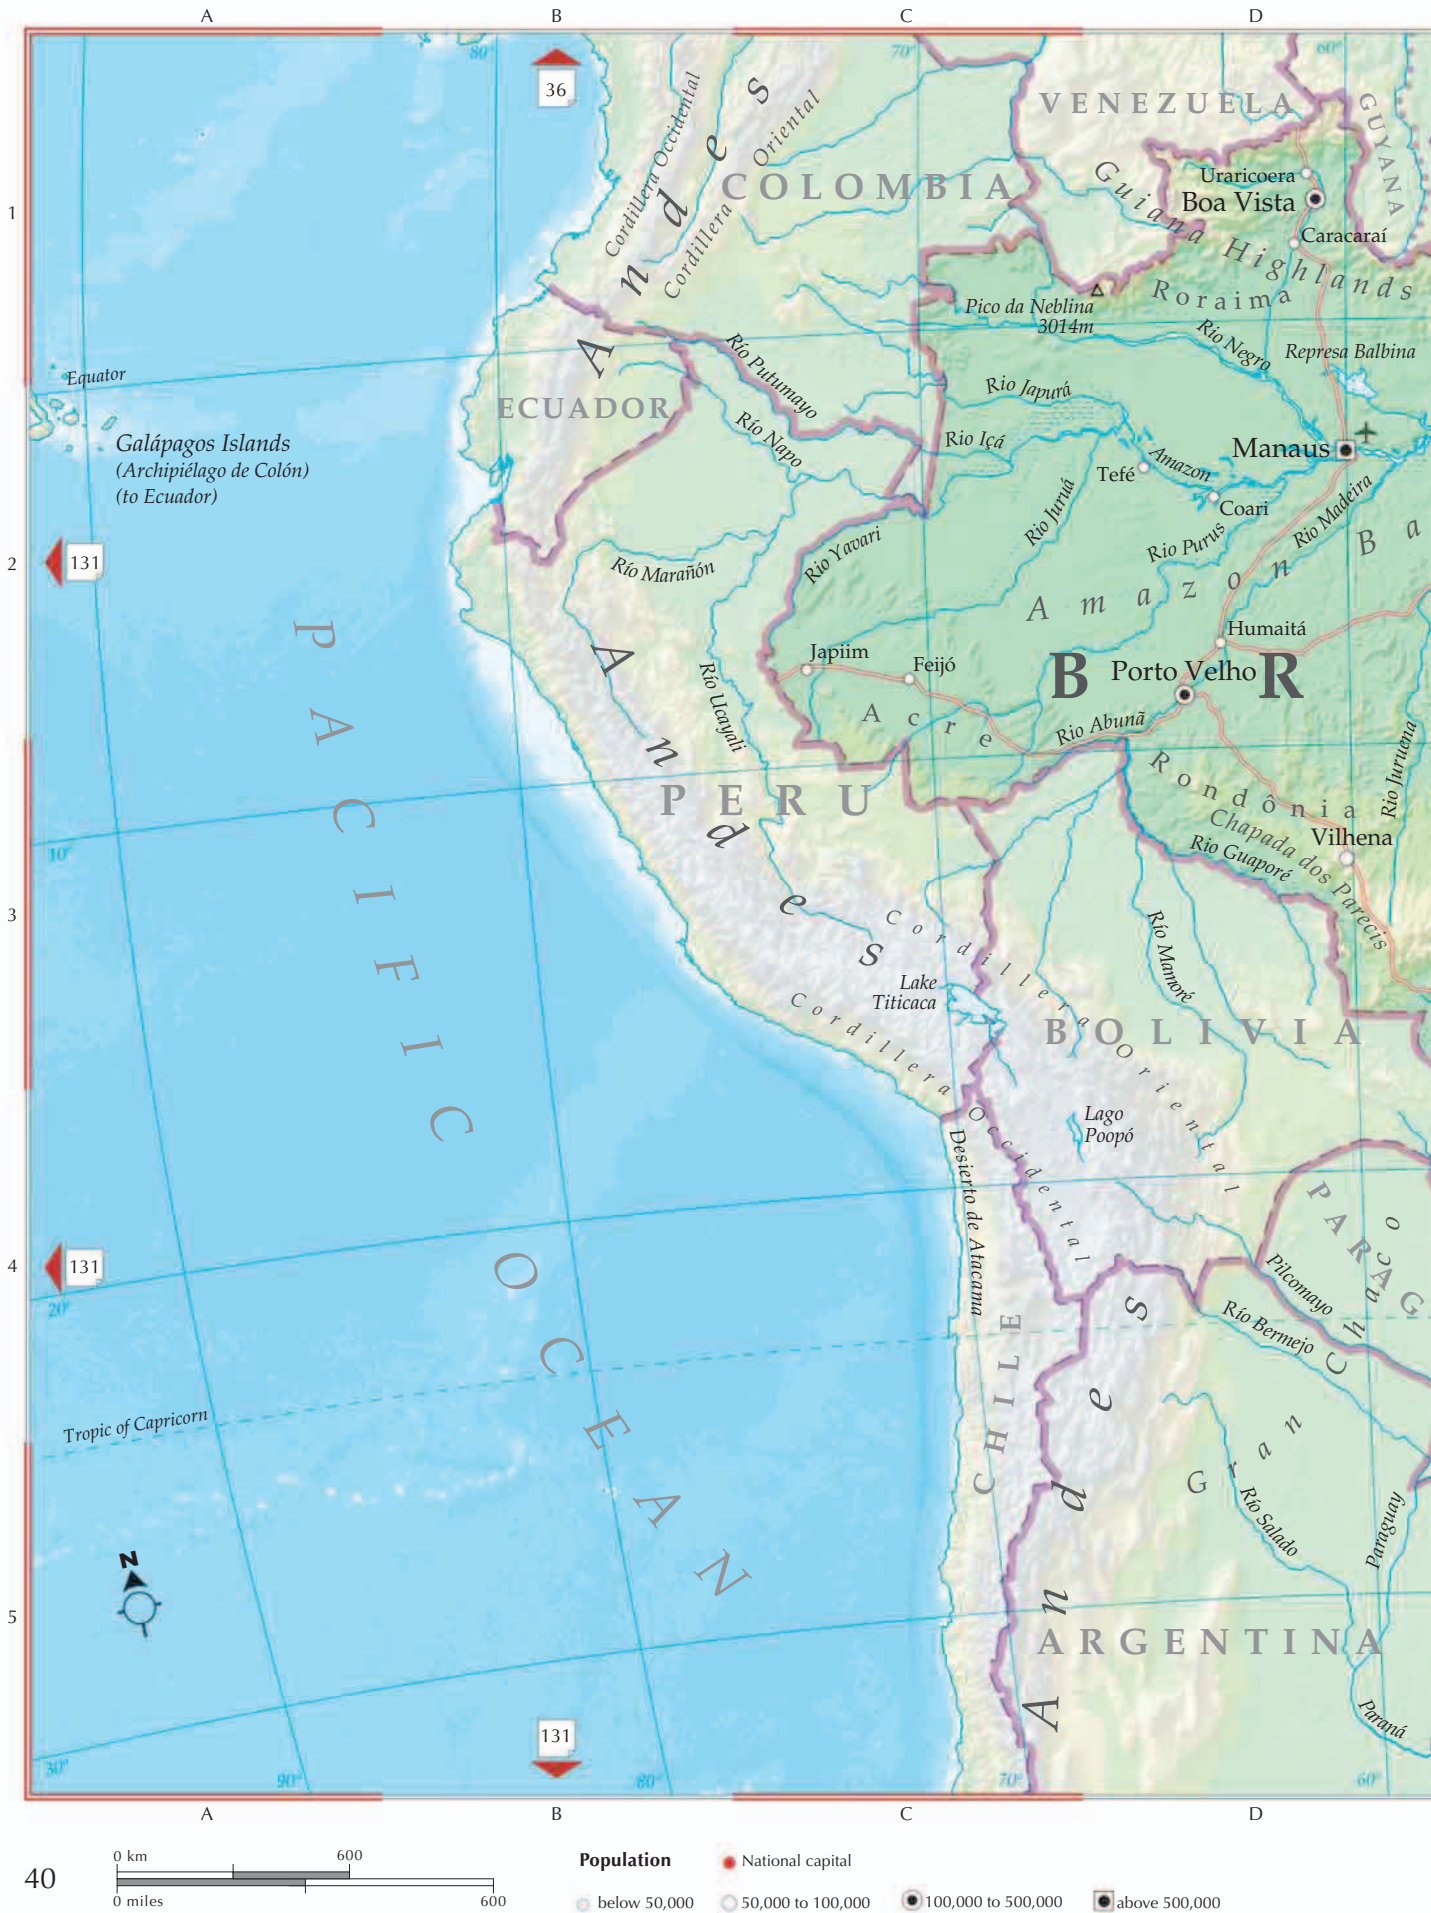 A B C D
80° 70° 60°
36
VENEZUELA
GUYANA
Cordillera Occidental
Cordillera Oriental
Andes
COLOMBIA
Guiana Highlands
Uraricoera
Boa Vista
Caracaraí
1
Pico da Neblina
3014m
Roraima
Rio Negro
Represa Balbina
Equator
Galápagos Islands
(Archipiélago de Colón)
(to Ecuador)
ECUADOR
Río Putumayo
Río Napo
Rio Japurá
Rio Içá
Manaus
Tefé
Amazon
Coari
Rio Juruá
Rio Purus
Rio Madeira
2
131
Río Marañón
Rio Yavari
Amazon Ba
Humaitá
Japiim
Feijó
B R
Porto Velho
Acre
Rio Abunã
Río Ucayali
Andes
PERU
Rondônia
Rio Juruena
Chapada dos Parecis
Vilhena
Rio Guaporé
10°
3
PACIFIC OCEAN
Cordillera Oriental
Río Mamoré
Lake
Titicaca
Cordillera Occidental
BOLIVIA
Lago
Poopó
Desierto de Atacama
PARAG
Gran Chaco
4
131
20°
Pilcomayo
Río Bermejo
CHILE
Andes
Tropic of Capricorn
Río Salado
Paraguay
N
5
ARGENTINA
Paraná
131
30°
90° 80° 70° 60°
A B C D
40
0 km 600
0 miles 600
Population
National capital
below 50,000
50,000 to 100,000
100,000 to 500,000
above 500,000